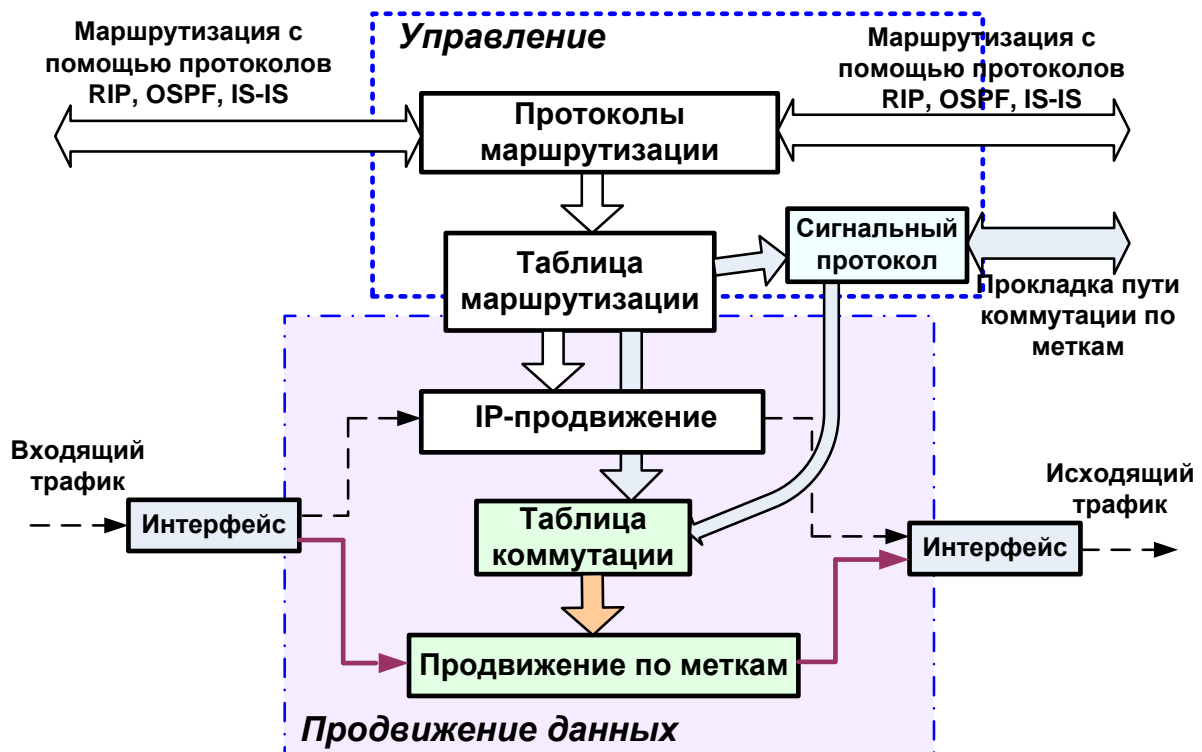 Управление
Маршрутизация с
помощью протоколов
RIP, OSPF, IS-IS
Маршрутизация с
помощью протоколов
RIP, OSPF, IS-IS
Протоколы
маршрутизации
Сигнальный
протокол
Таблица
маршрутизации
Прокладка пути
коммутации по
меткам
IP-продвижение
Входящий
трафик
Интерфейс
Таблица
коммутации
Исходящий
трафик
Интерфейс
Продвижение по меткам
Продвижение данных